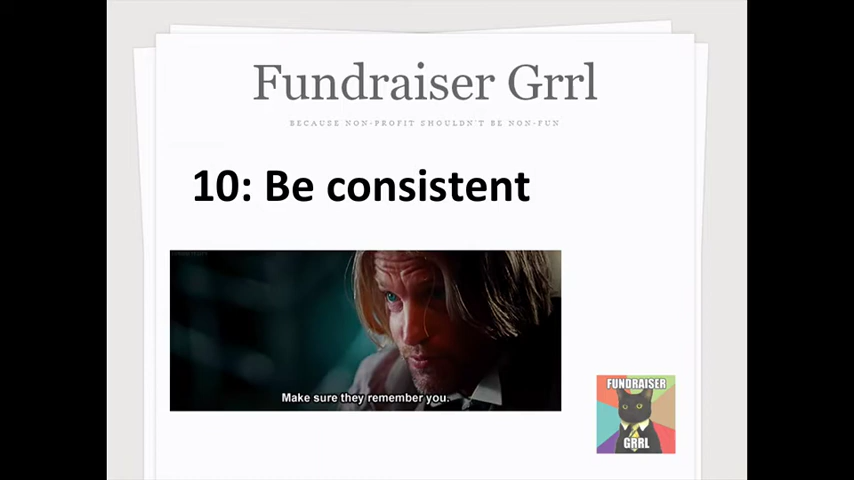 Fundraiser Grrl
BECAUSE NON-PROFIT SHOULDN'T BE NON-FUN
10: Be consistent
Make sure they remember you.
FUNDRAISER
GRRL